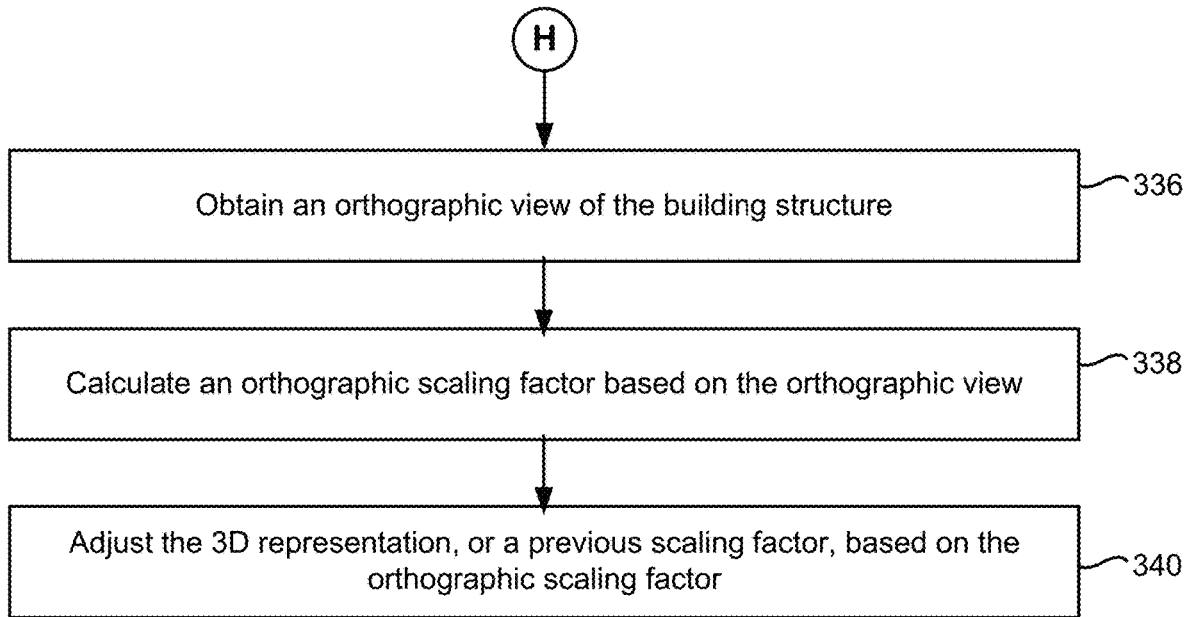 H
Obtain an orthographic view of the building structure
336
Calculate an orthographic scaling factor based on the orthographic view
338
Adjust the 3D representation, or a previous scaling factor, based on the
orthographic scaling factor
340